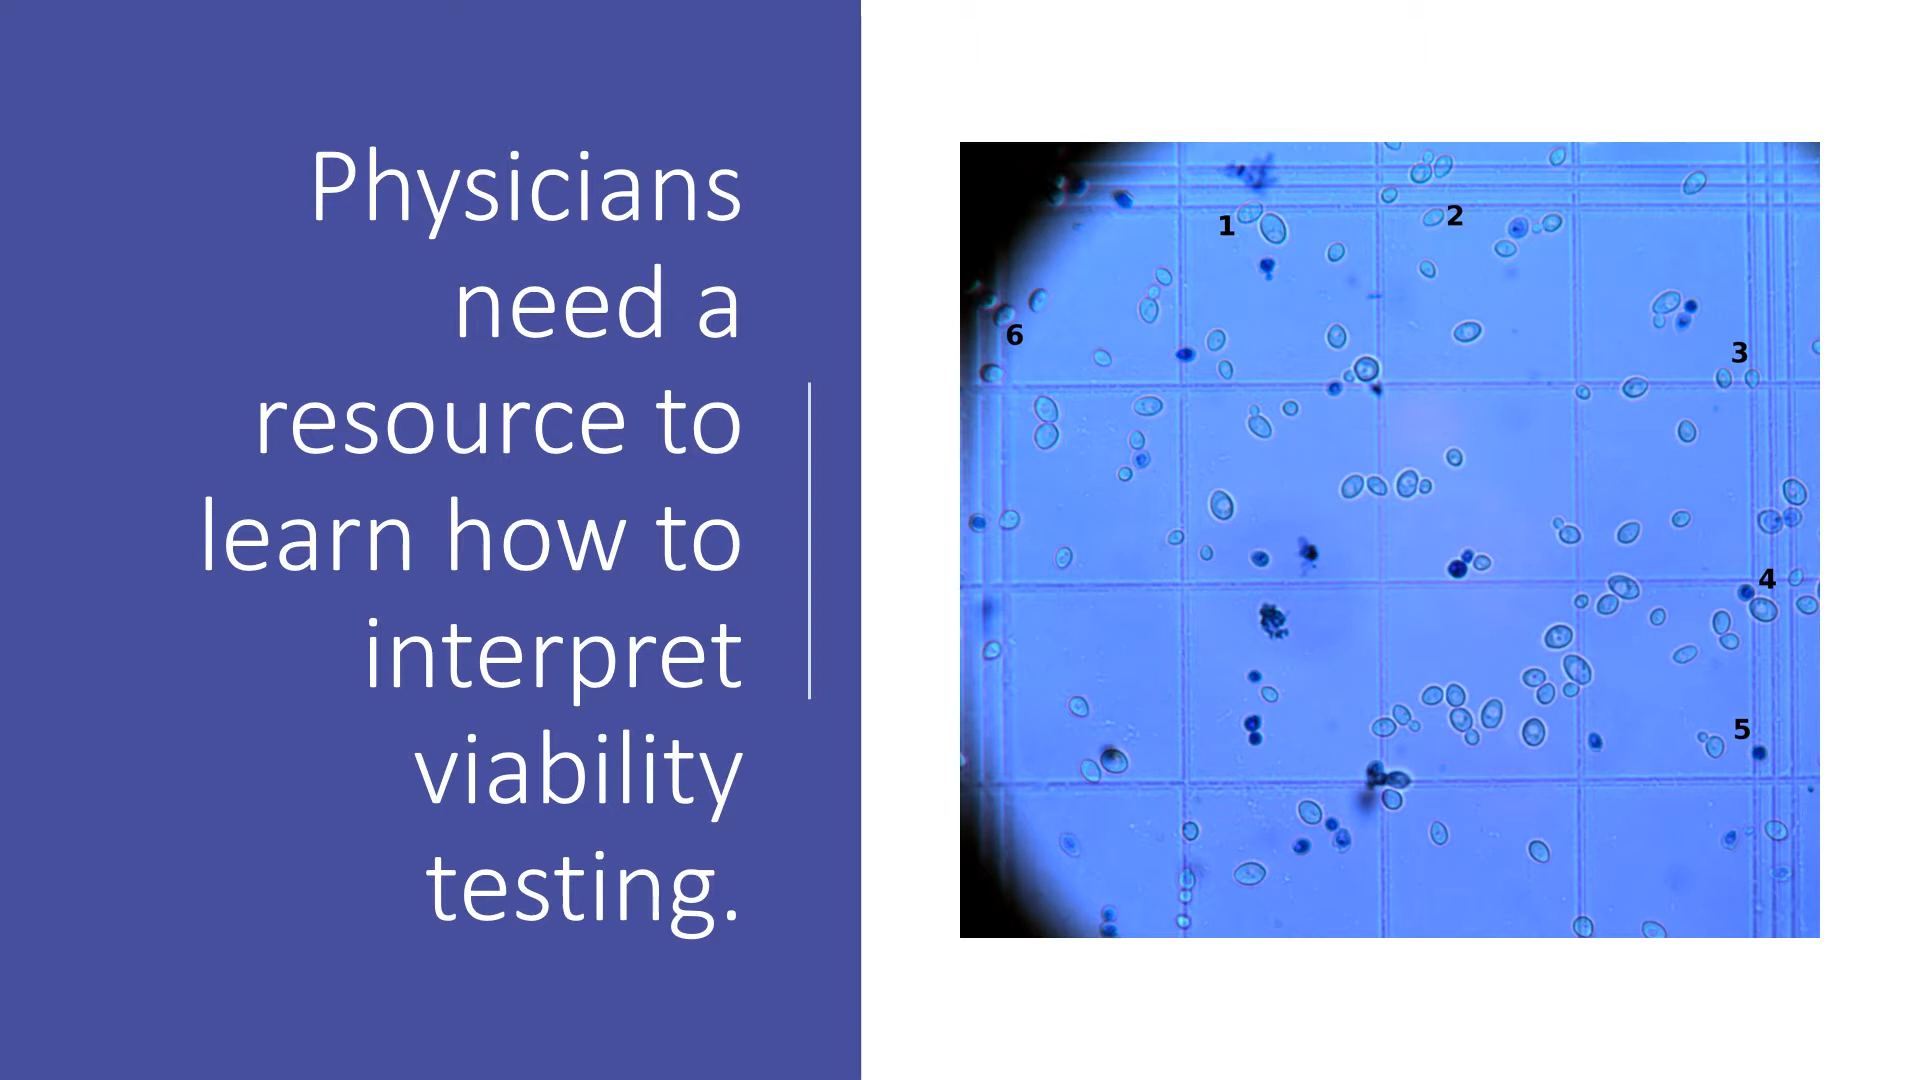 Physicians
need a
resource to
learn how to
interpret
viability
testing.
1
2
3
4
5
6